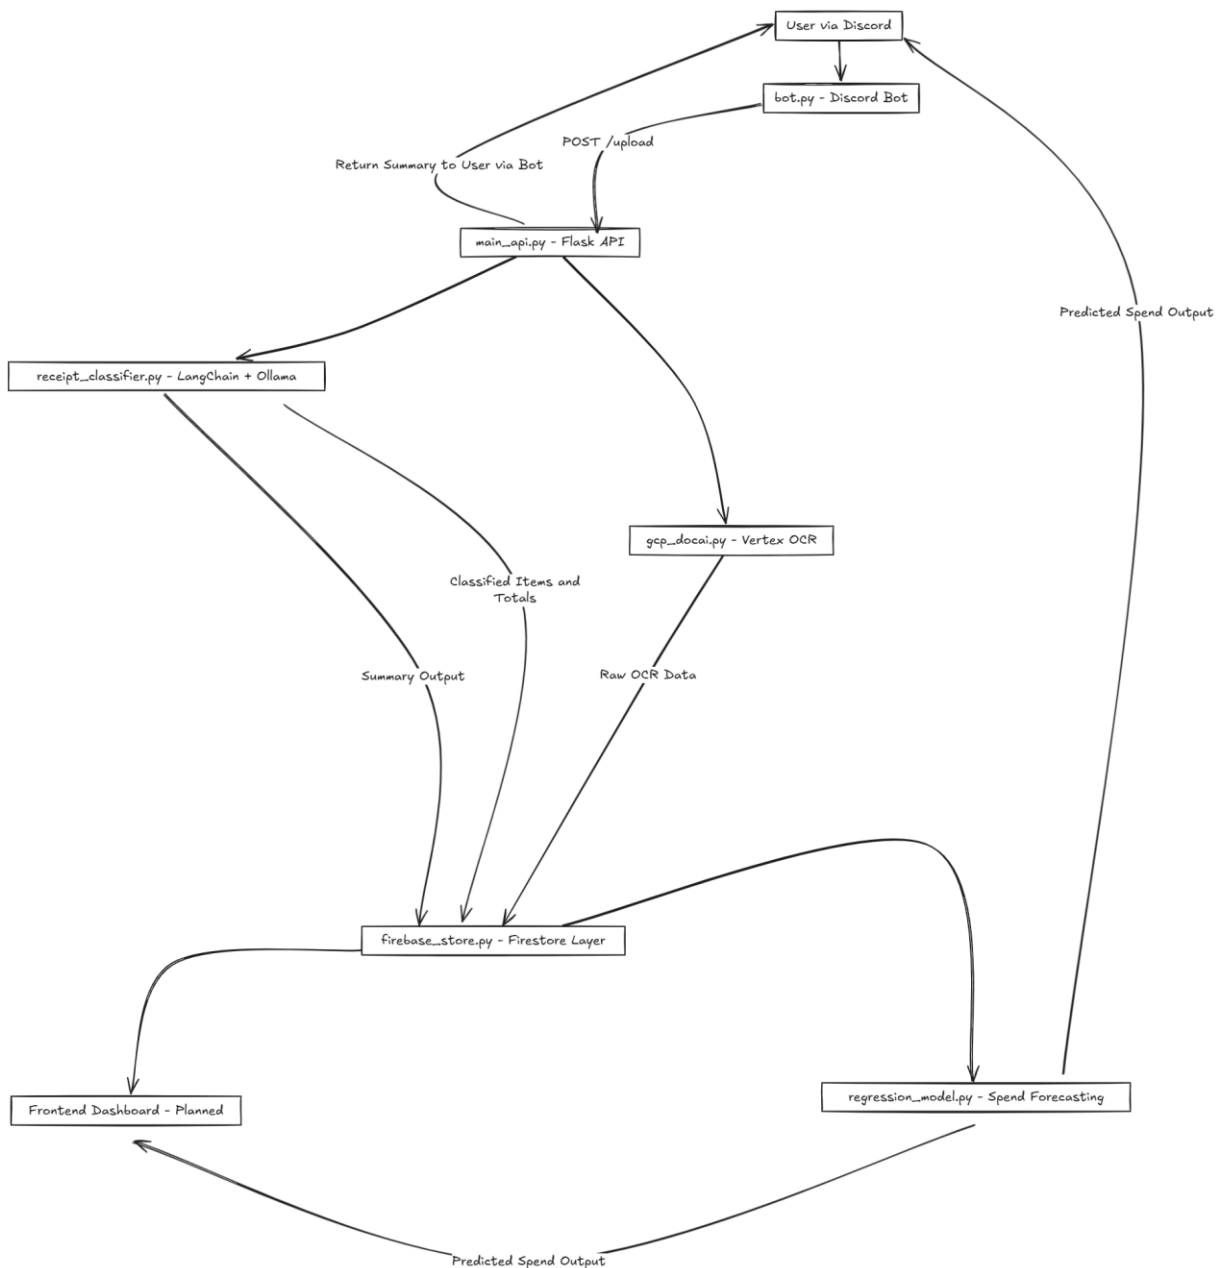 User via Discord
bot.py - Discord Bot
POST /upload
Return Summary to User via Bot
main_api.py - Flask API
Predicted Spend Output
receipt_classifier.py - LangChain + Ollama
gcp_docai.py - Vertex OCR
Classified Items and
Totals
Summary Output
Raw OCR Data
firebase_store.py - Firestore Layer
Frontend Dashboard - Planned
regression_model.py - Spend Forecasting
Predicted Spend Output